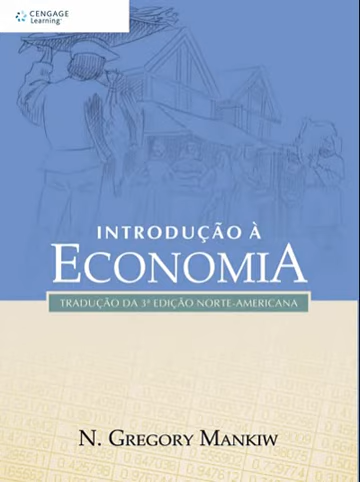 CENGAGE
Learning
INTRODUÇÃO À
ECONOMIA
TRADUÇÃO DA 3ª EDIÇÃO NORTE-AMERICANA
N. GREGORY MANKIW